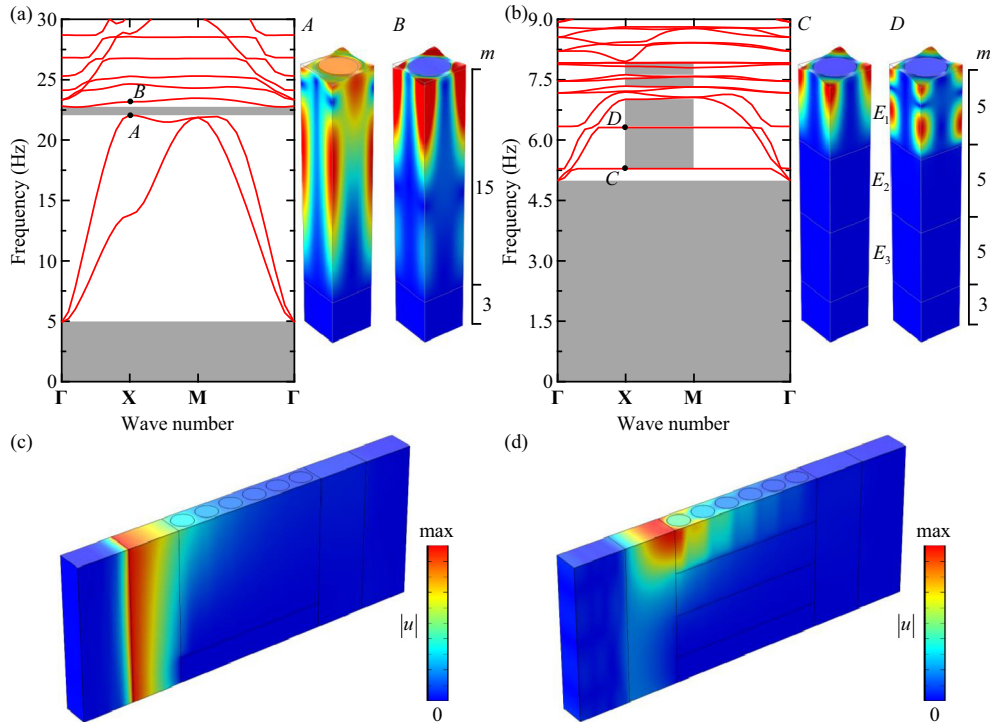 (a)
30
25
20
15
10
5
0
Frequency (Hz)
Γ X M Γ
Wave number
A
B
A B
m
15
3
(b)
9.0
7.5
6.0
4.5
3.0
1.5
0
Frequency (Hz)
Γ X M Γ
Wave number
D
C
C D
m
E1
E2
E3
5
5
5
3
(c)
max
|u|
0
(d)
max
|u|
0